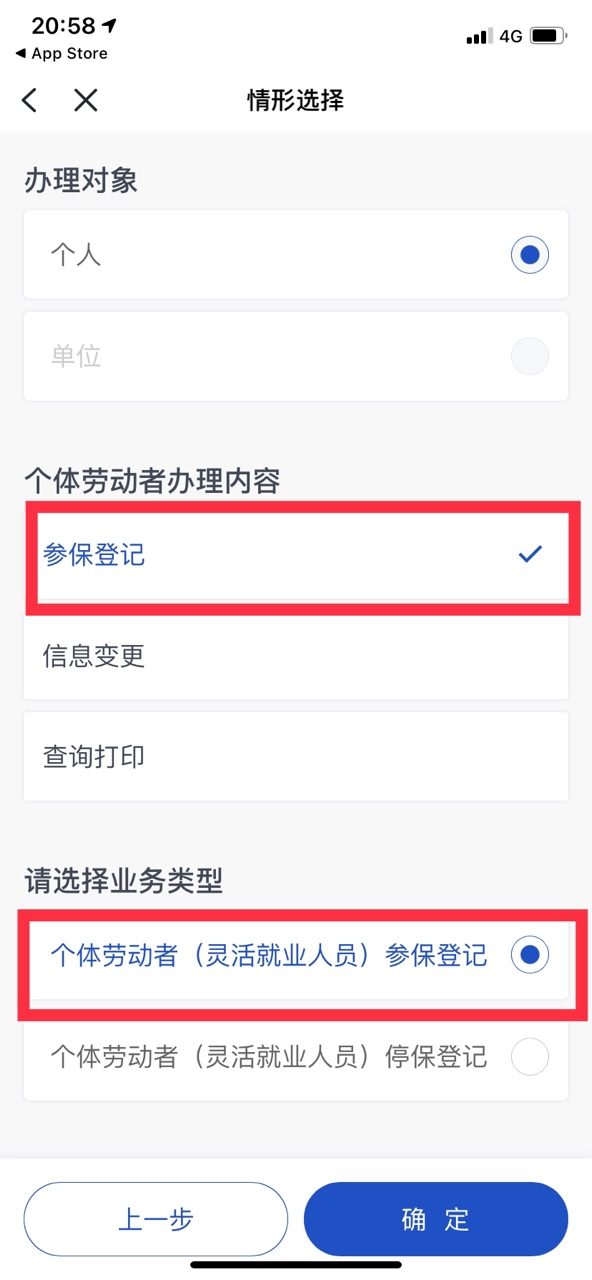 20:58
4G
App Store
情形选择
办理对象
个人
单位
个体劳动者办理内容
参保登记
信息变更
查询打印
请选择业务类型
个体劳动者（灵活就业人员）参保登记
个体劳动者（灵活就业人员）停保登记
上一步
确 定